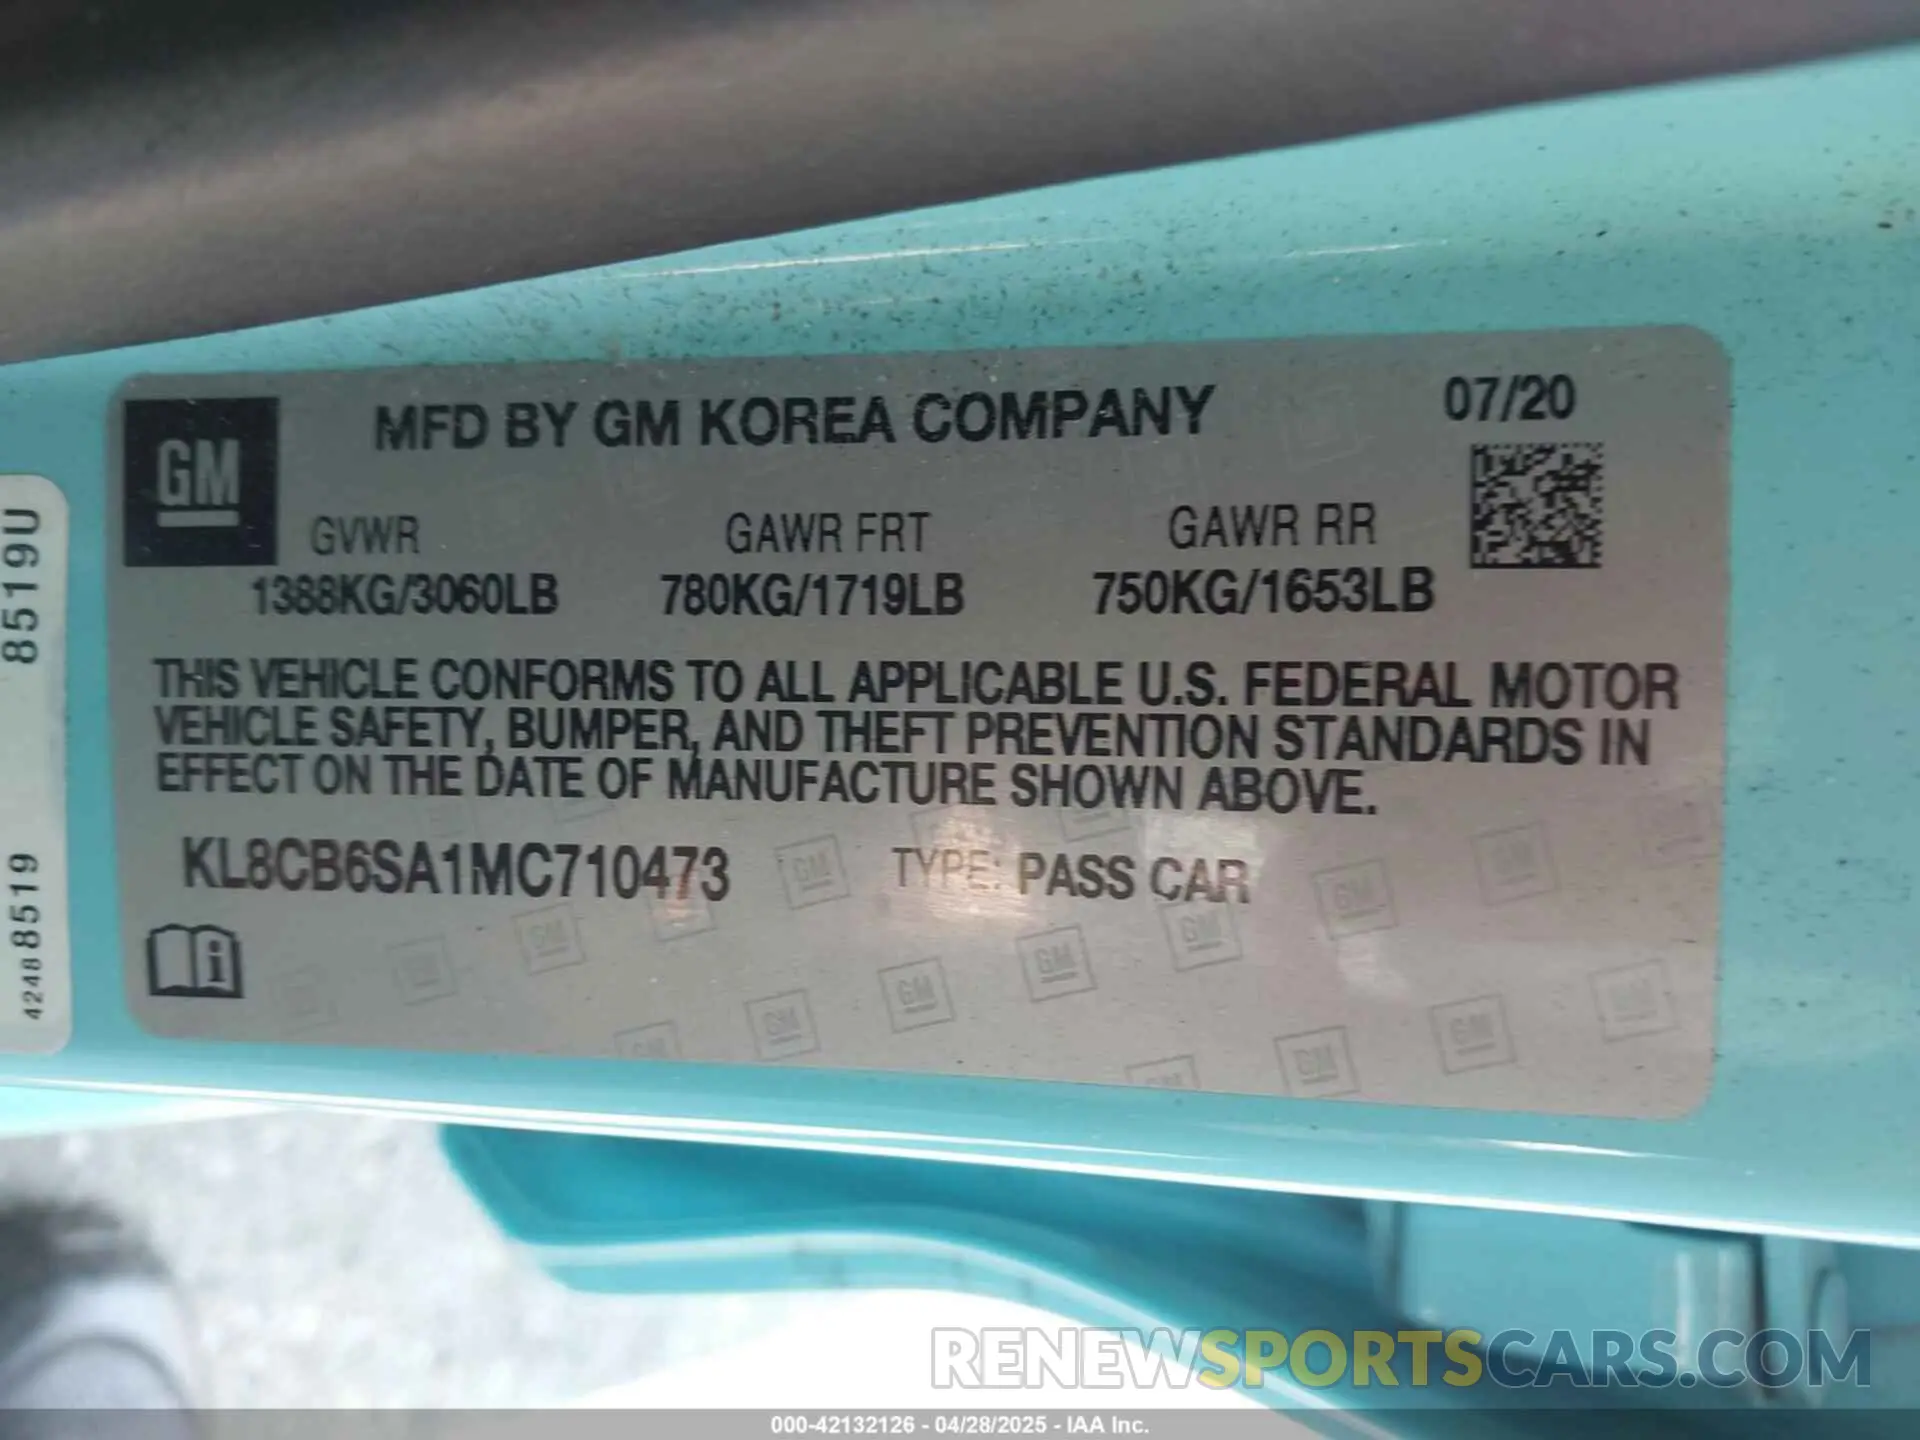 MFD BY GM KOREA COMPANY
07/20
GM
GVWR
GAWR FRT
GAWR RR
1388KG/3060LB
780KG/1719LB
750KG/1653LB
THIS VEHICLE CONFORMS TO ALL APPLICABLE U.S. FEDERAL MOTOR
VEHICLE SAFETY, BUMPER, AND THEFT PREVENTION STANDARDS IN
EFFECT ON THE DATE OF MANUFACTURE SHOWN ABOVE.
KL8CB6SA1MC710473
TYPE: PASS CAR
42488519
8519U
RENEWSPORTSCARS.COM
000-42132126 - 04/28/2025 - IAA Inc.